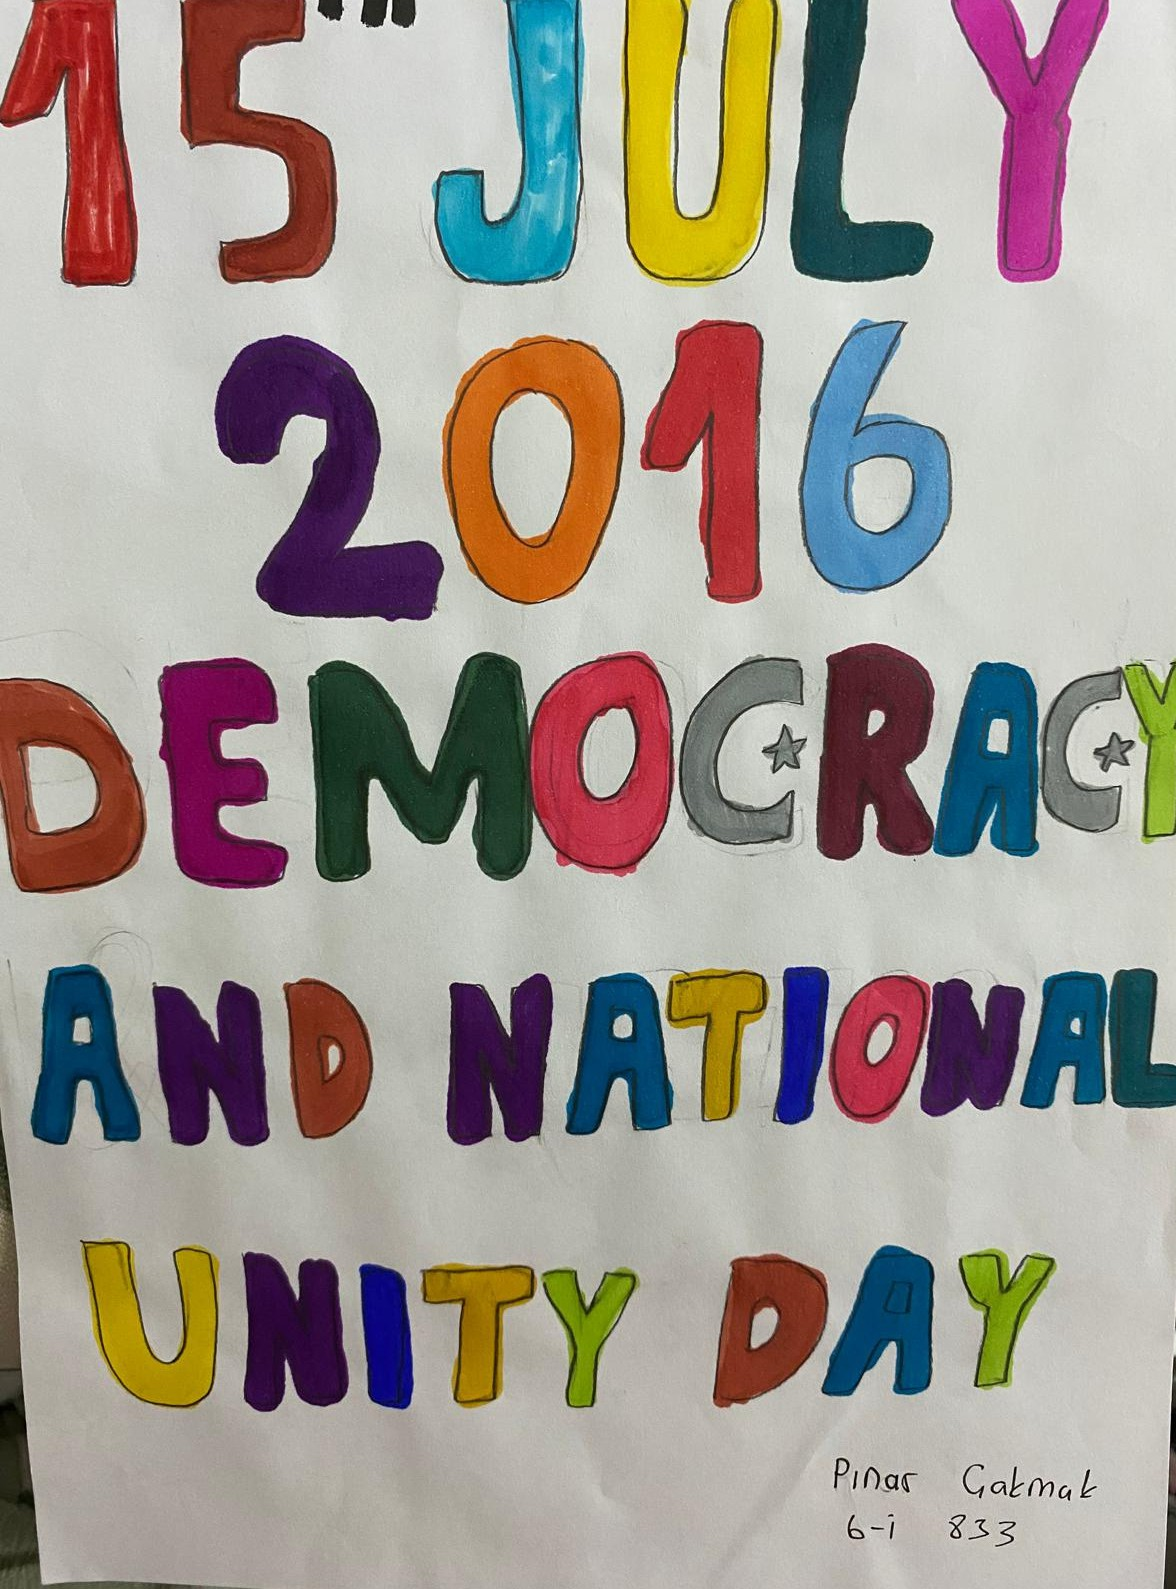 15TH JULY
2016
DEMOCRACY
AND NATIONAL
UNITY DAY
Pınar Çakmak
6-i 833